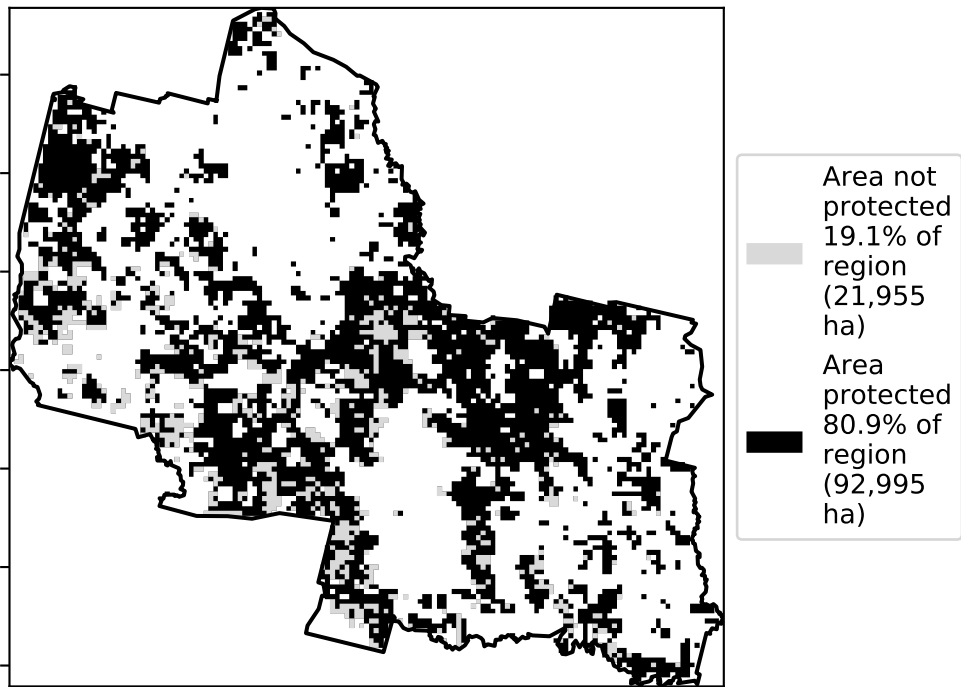 Area not
protected
19.1% of
region
(21,955
ha)
Area
protected
80.9% of
region
(92,995
ha)